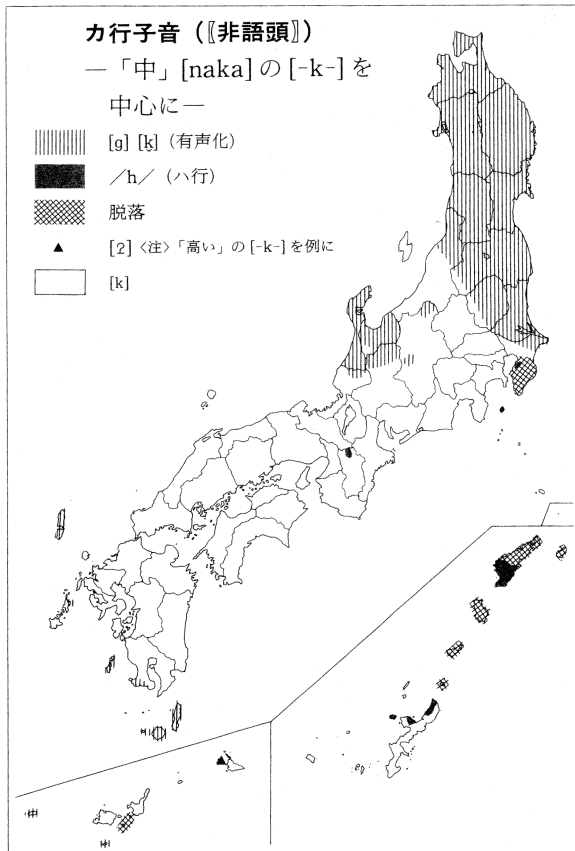 カ行子音（〖非語頭〗）
―「中」[naka]の[-k-]を
中心に―
[g] [k̬]（有声化）
/h/（ハ行）
脱落
▲ [ʔ]〈注〉「高い」の[-k-]を例に
[k]